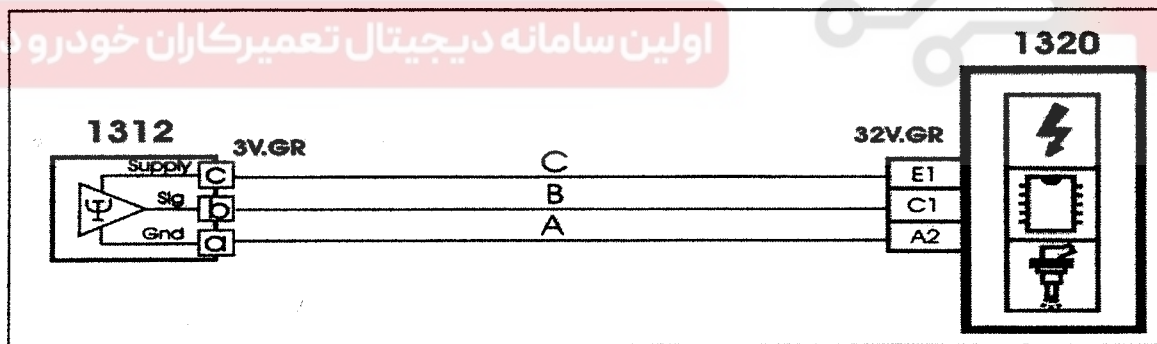 اولین سامانه دیجیتال تعمیرکاران خودرو د
1320
1312
3V.GR
32V.GR
Supply
C
C
E1
Sig
b
B
C1
Gnd
a
A
A2